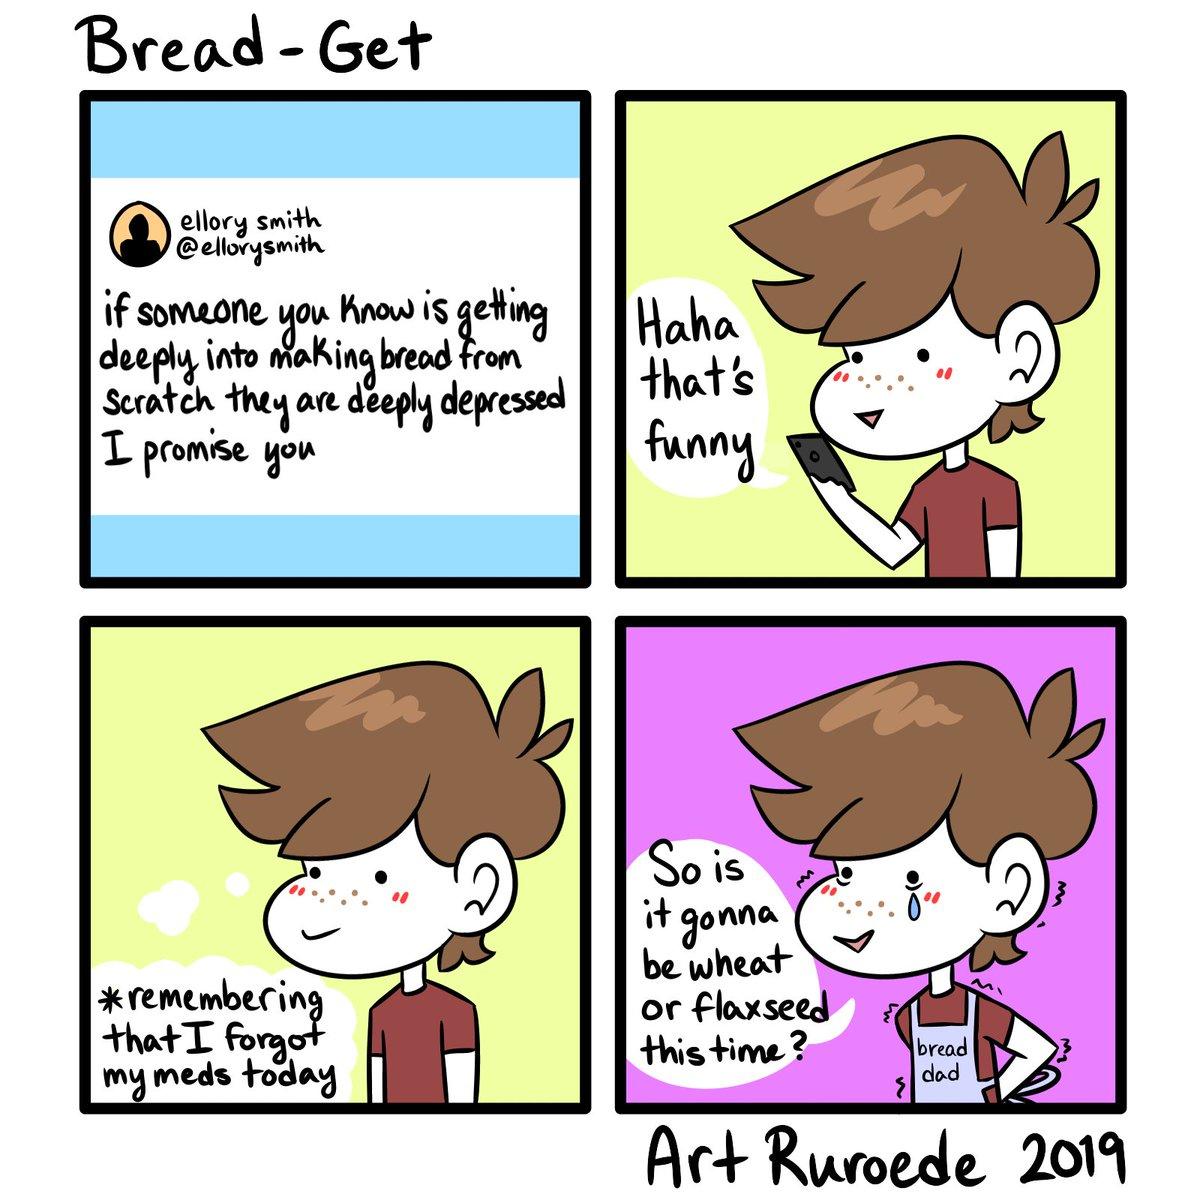 Bread-Get
ellory smith
@ellorysmith
if someone you know is getting
deeply into making bread from
scratch they are deeply depressed
I promise you
Haha
that's
funny
*remembering
that I forgot
my meds today
So is
it gonna
be wheat
or flaxseed
this time?
bread
dad
Art Ruroede 2019